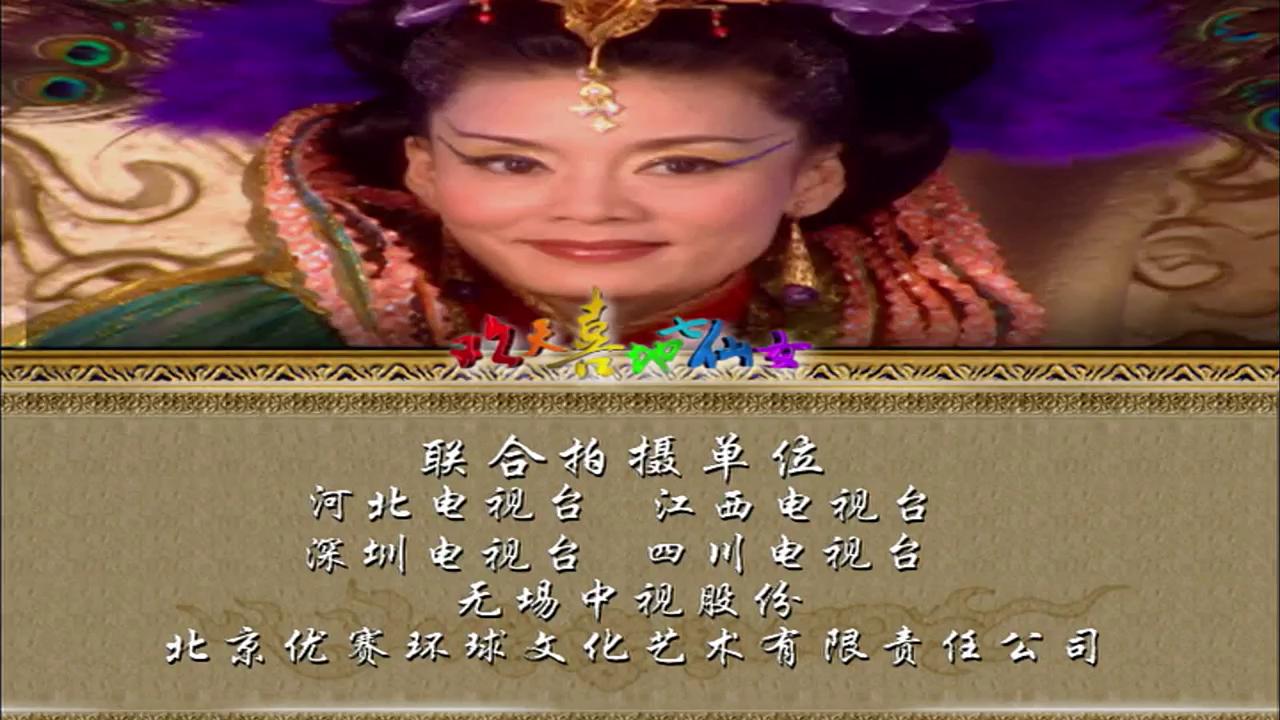 欢天喜地七仙女
联合拍摄单位
河北电视台 江西电视台
深圳电视台 四川电视台
无埸中视股份
北京优赛环球文化艺术有限责任公司